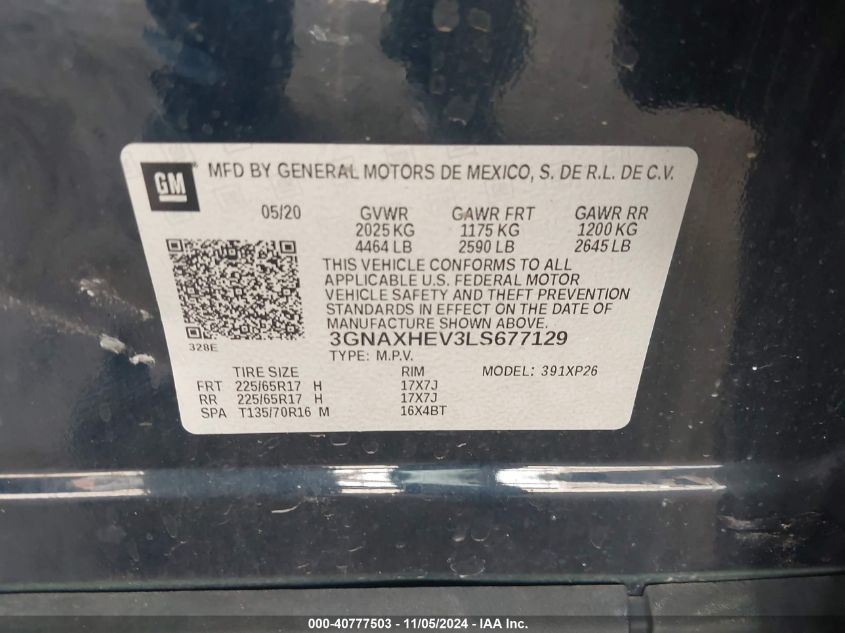 GM MFD BY GENERAL MOTORS DE MEXICO, S. DE R.L. DE C.V.
05/20 GVWR GAWR FRT GAWR RR
2025 KG 1175 KG 1200 KG
4464 LB 2590 LB 2645 LB
THIS VEHICLE CONFORMS TO ALL
APPLICABLE U.S. FEDERAL MOTOR
VEHICLE SAFETY AND THEFT PREVENTION
STANDARDS IN EFFECT ON THE DATE OF
MANUFACTURE SHOWN ABOVE.
328E
3GNAXHEV3LS677129
TYPE: M.P.V.
TIRE SIZE RIM MODEL: 391XP26
FRT 225/65R17 H 17X7J
RR 225/65R17 H 17X7J
SPA T135/70R16 M 16X4BT
000-40777503 - 11/05/2024 - IAA Inc.